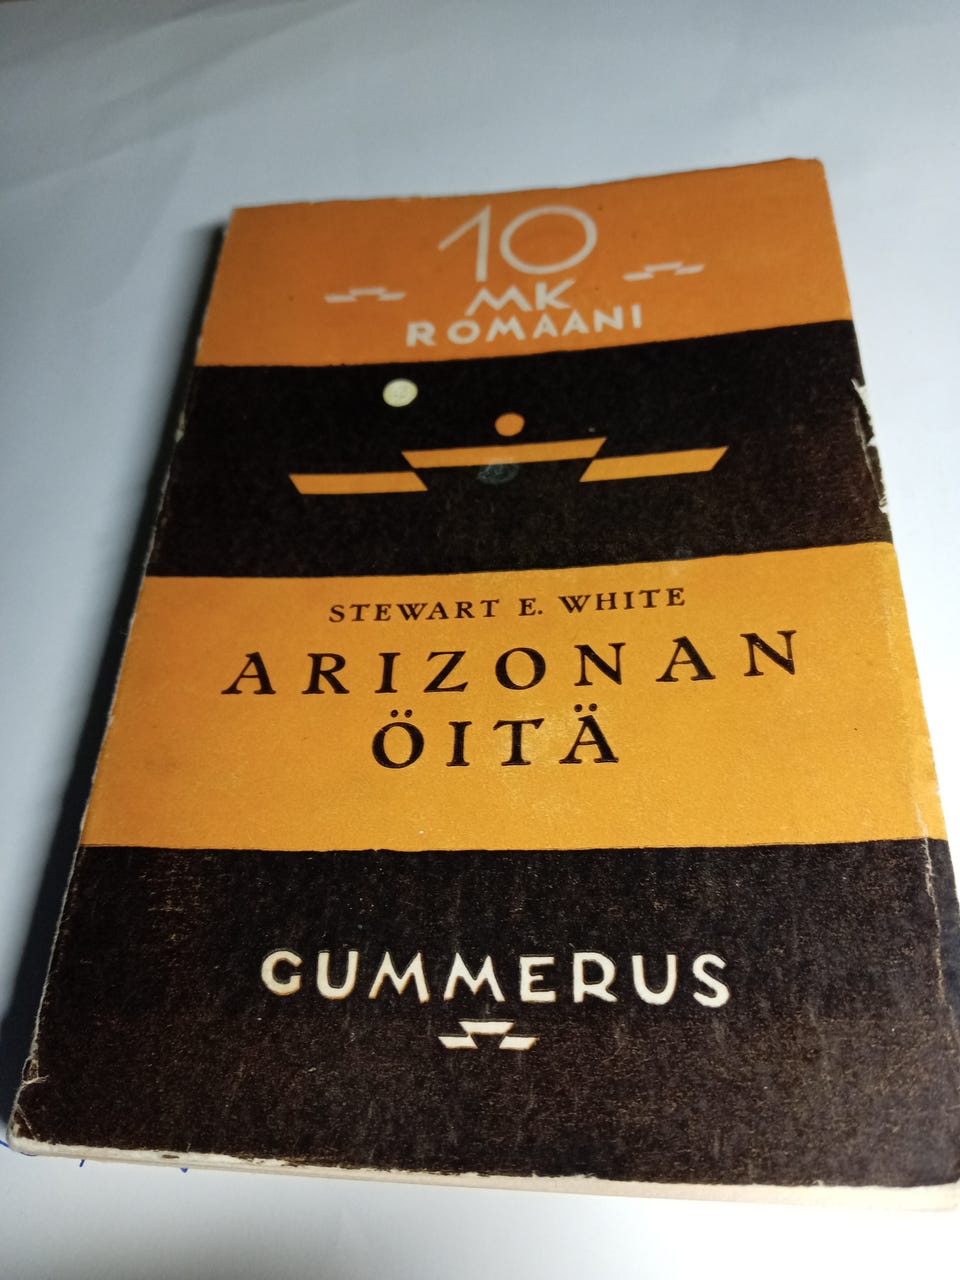 10
MK
ROMAANI
STEWART E. WHITE
ARIZONAN
ÖITÄ
GUMMERUS